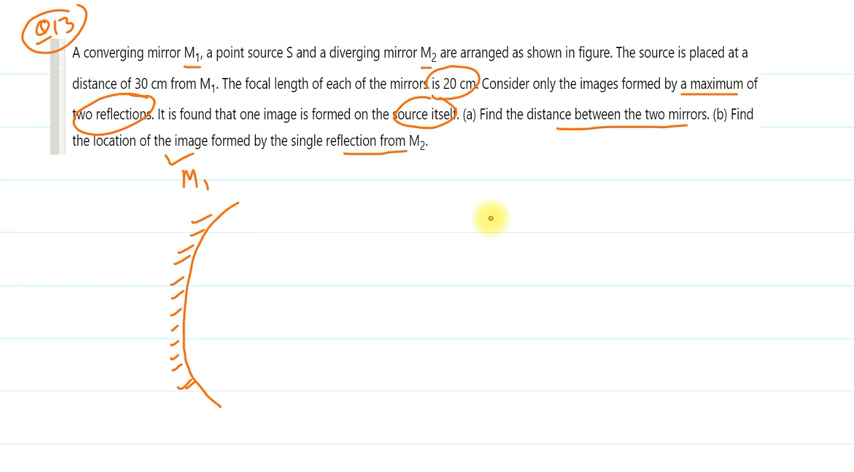 Q13
A converging mirror M₁, a point source S and a diverging mirror M₂ are arranged as shown in figure. The source is placed at a
distance of 30 cm from M₁. The focal length of each of the mirrors is 20 cm. Consider only the images formed by a maximum of
two reflections. It is found that one image is formed on the source itself. (a) Find the distance between the two mirrors. (b) Find
the location of the image formed by the single reflection from M₂.
M₁